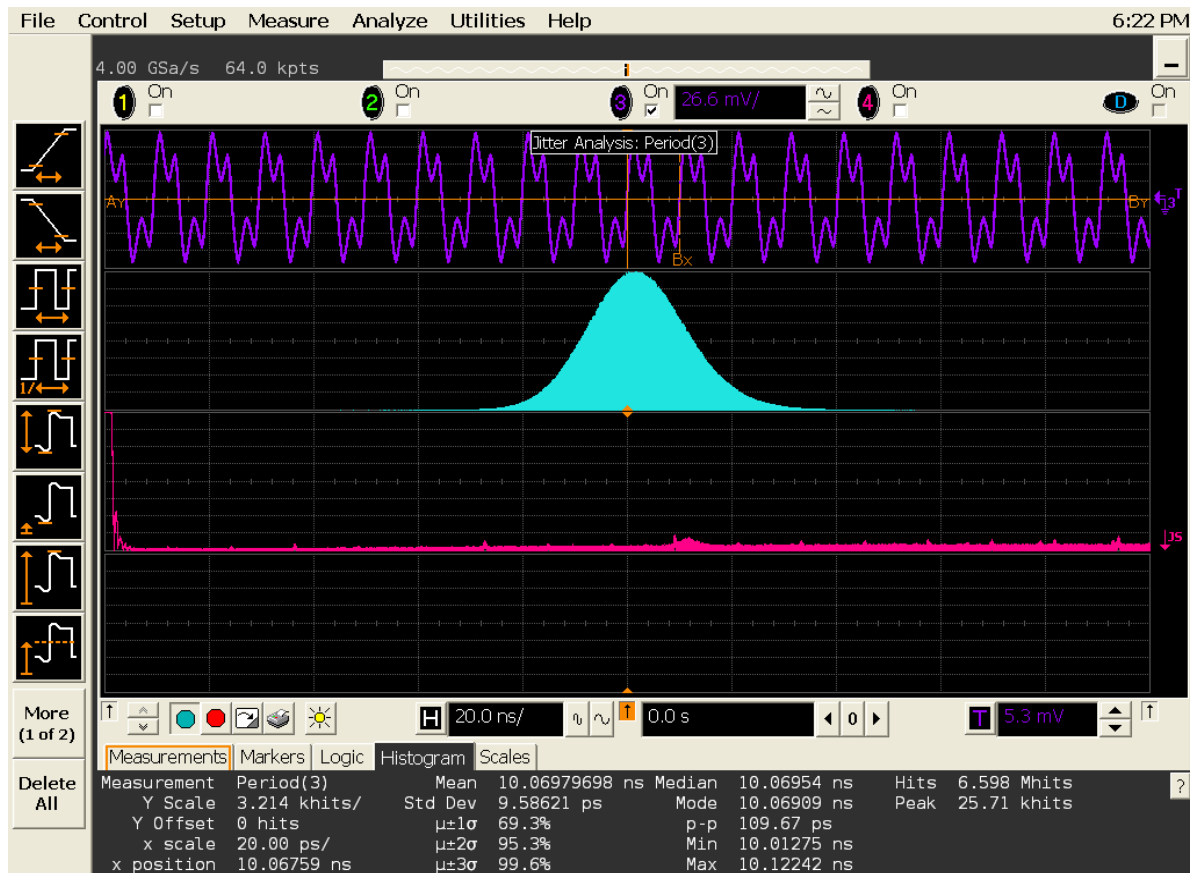 File Control Setup Measure Analyze Utilities Help 6:22 PM
4.00 GSa/s 64.0 kpts
1 On 2 On 3 On 26.6 mV/ 4 On D On
Jitter Analysis: Period(3)
Ay By 3 T
Bx
1/
JS
More
(1 of 2)
Delete
All
H 20.0 ns/ 0.0 s 0 T 5.3 mV
Measurements Markers Logic Histogram Scales
Measurement Period(3) Mean 10.06979698 ns Median 10.06954 ns Hits 6.598 Mhits ?
Y Scale 3.214 khits/ Std Dev 9.58621 ps Mode 10.06909 ns Peak 25.71 khits
Y Offset 0 hits μ±1σ 69.3% p-p 109.67 ps
x scale 20.00 ps/ μ±2σ 95.3% Min 10.01275 ns
x position 10.06759 ns μ±3σ 99.6% Max 10.12242 ns